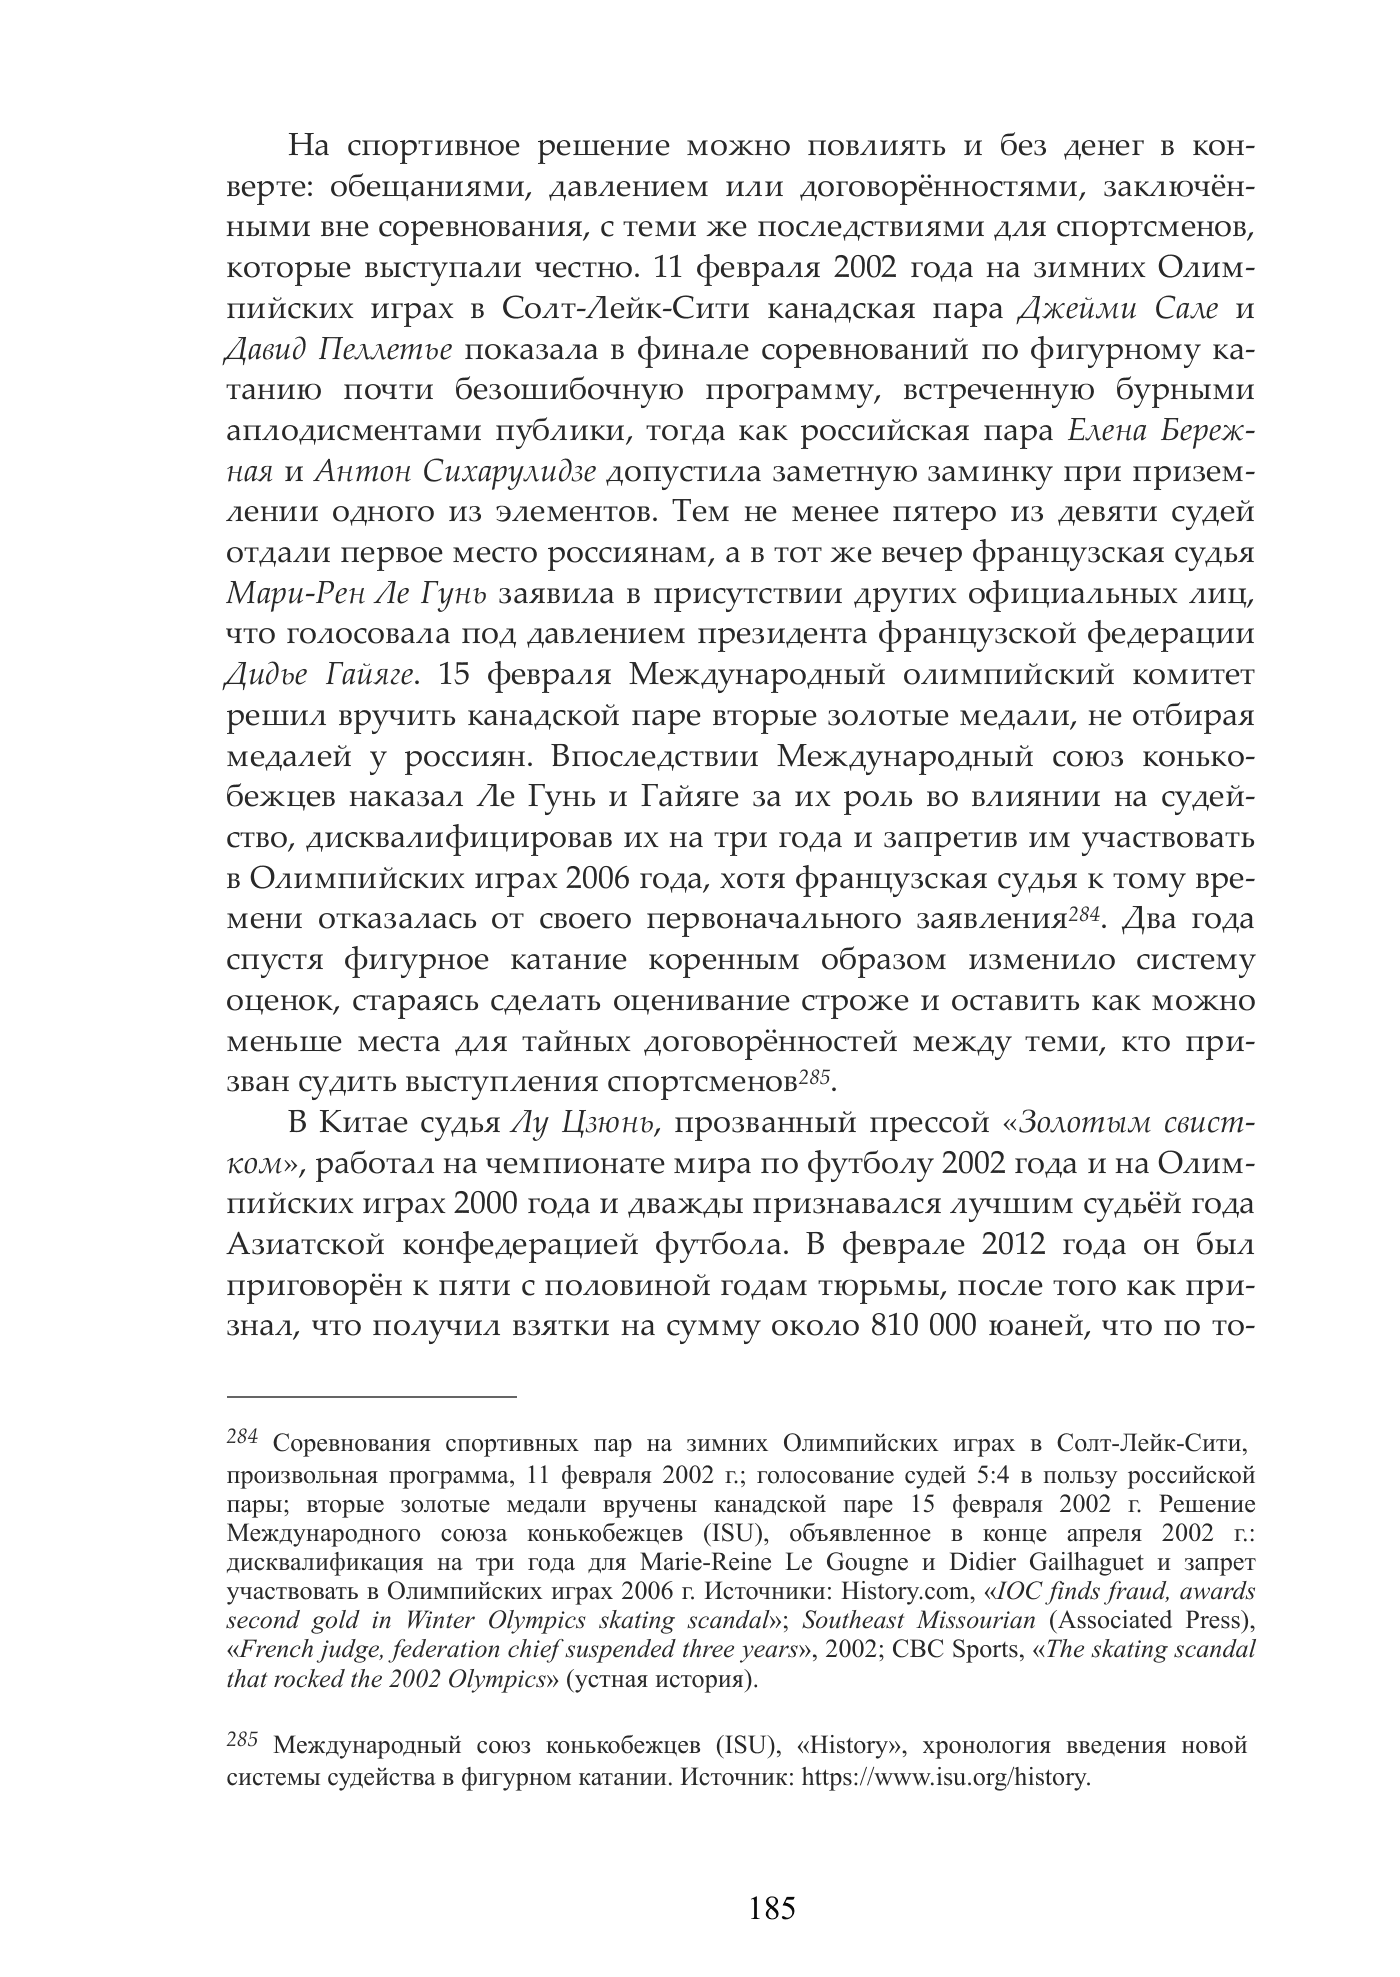 На спортивное решение можно повлиять и без денег в кон-
верте: обещаниями, давлением или договорённостями, заключён-
ными вне соревнования, с теми же последствиями для спортсменов,
которые выступали честно. 11 февраля 2002 года на зимних Олим-
пийских играх в Солт-Лейк-Сити канадская пара Джейми Сале и
Давид Пеллетье показала в финале соревнований по фигурному ка-
танию почти безошибочную программу, встреченную бурными
аплодисментами публики, тогда как российская пара Елена Береж-
ная и Антон Сихарулидзе допустила заметную заминку при призем-
лении одного из элементов. Тем не менее пятеро из девяти судей
отдали первое место россиянам, а в тот же вечер французская судья
Мари-Рен Ле Гунь заявила в присутствии других официальных лиц,
что голосовала под давлением президента французской федерации
Дидье Гайяге. 15 февраля Международный олимпийский комитет
решил вручить канадской паре вторые золотые медали, не отбирая
медалей у россиян. Впоследствии Международный союз конько-
бежцев наказал Ле Гунь и Гайяге за их роль во влиянии на судей-
ство, дисквалифицировав их на три года и запретив им участвовать
в Олимпийских играх 2006 года, хотя французская судья к тому вре-
мени отказалась от своего первоначального заявления284. Два года
спустя фигурное катание коренным образом изменило систему
оценок, стараясь сделать оценивание строже и оставить как можно
меньше места для тайных договорённостей между теми, кто при-
зван судить выступления спортсменов285.
В Китае судья Лу Цзюнь, прозванный прессой «Золотым свист-
ком», работал на чемпионате мира по футболу 2002 года и на Олим-
пийских играх 2000 года и дважды признавался лучшим судьёй года
Азиатской конфедерацией футбола. В феврале 2012 года он был
приговорён к пяти с половиной годам тюрьмы, после того как при-
знал, что получил взятки на сумму около 810 000 юаней, что по то-
284 Соревнования спортивных пар на зимних Олимпийских играх в Солт-Лейк-Сити,
произвольная программа, 11 февраля 2002 г.; голосование судей 5:4 в пользу российской
пары; вторые золотые медали вручены канадской паре 15 февраля 2002 г. Решение
Международного союза конькобежцев (ISU), объявленное в конце апреля 2002 г.:
дисквалификация на три года для Marie-Reine Le Gougne и Didier Gailhaguet и запрет
участвовать в Олимпийских играх 2006 г. Источники: History.com, «IOC finds fraud, awards
second gold in Winter Olympics skating scandal»; Southeast Missourian (Associated Press),
«French judge, federation chief suspended three years», 2002; CBC Sports, «The skating scandal
that rocked the 2002 Olympics» (устная история).
285 Международный союз конькобежцев (ISU), «History», хронология введения новой
системы судейства в фигурном катании. Источник: https://www.isu.org/history.
185